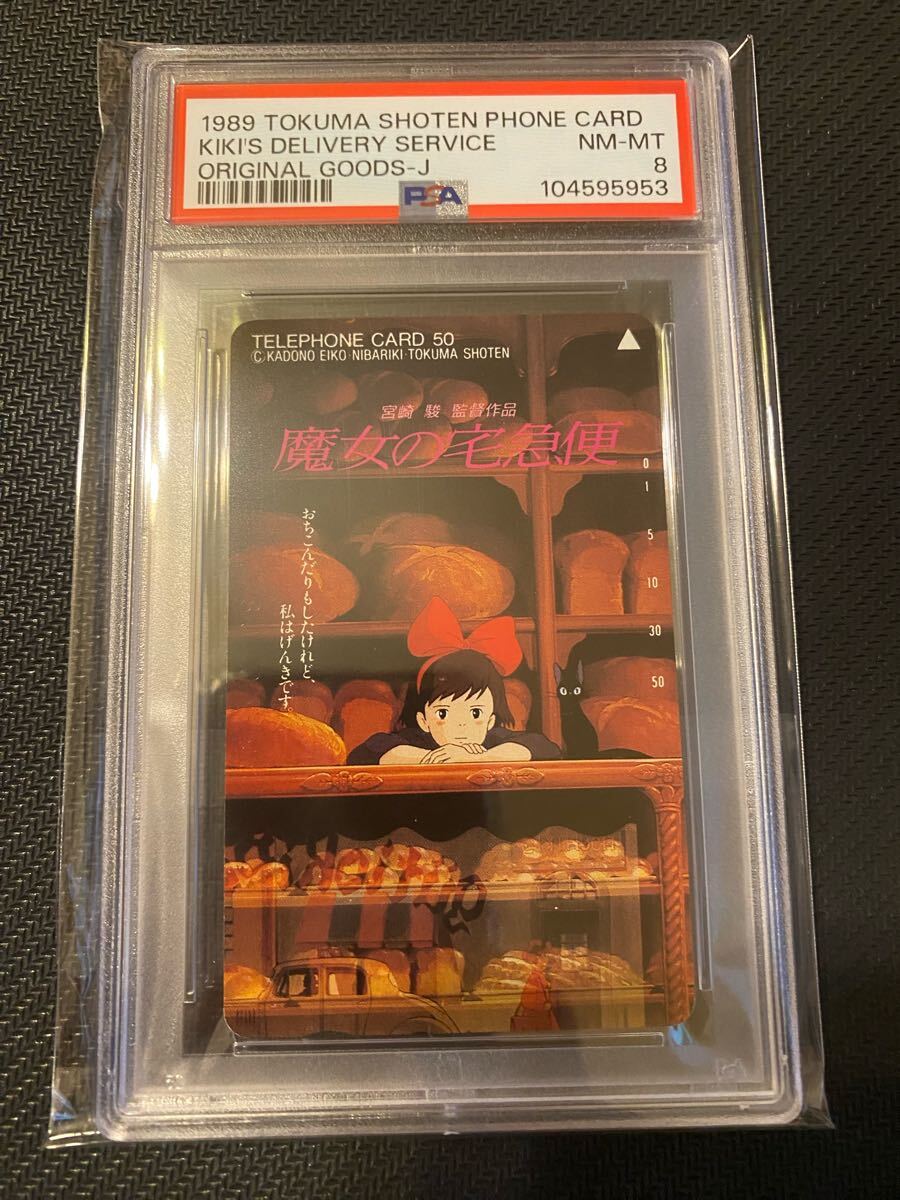 1989 TOKUMA SHOTEN PHONE CARD
KIKI'S DELIVERY SERVICE NM-MT
ORIGINAL GOODS-J 8
PSA 104595953
TELEPHONE CARD 50
©KADONO EIKO·NIBARIKI·TOKUMA SHOTEN
宮崎 駿 監督作品
魔女の宅急便
0
1
5
10
30
50
おちこんだりもしたけれど、
私はげんきです。